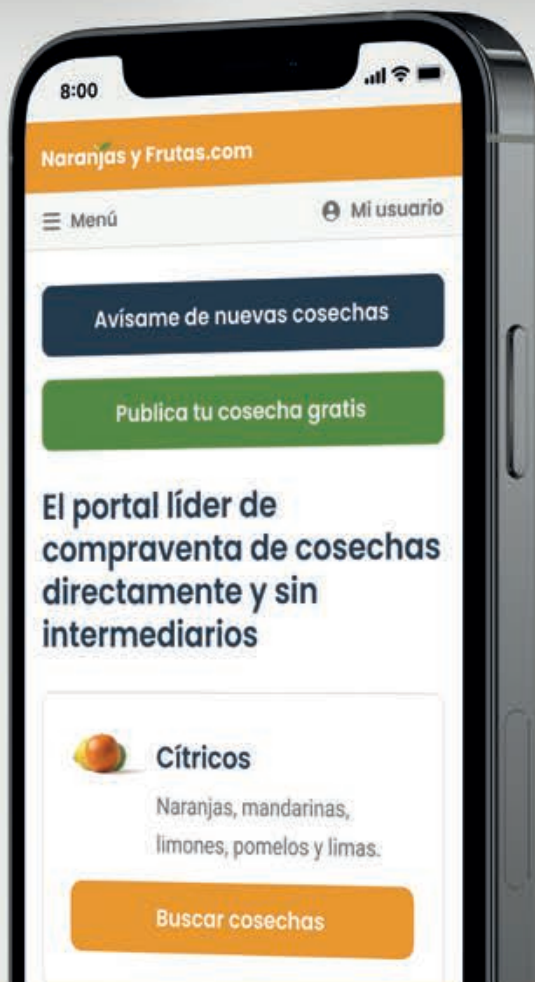 8:00
Naranjas y Frutas.com
Menú
Mi usuario
Avísame de nuevas cosechas
Publica tu cosecha gratis
El portal líder de
compraventa de cosechas
directamente y sin
intermediarios
Cítricos
Naranjas, mandarinas,
limones, pomelos y limas.
Buscar cosechas